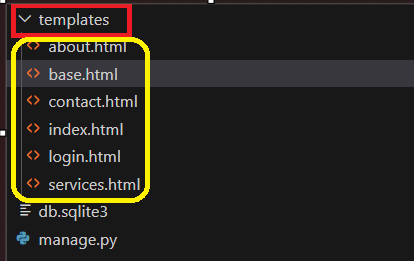 templates
about.html
base.html
contact.html
index.html
login.html
services.html
db.sqlite3
manage.py